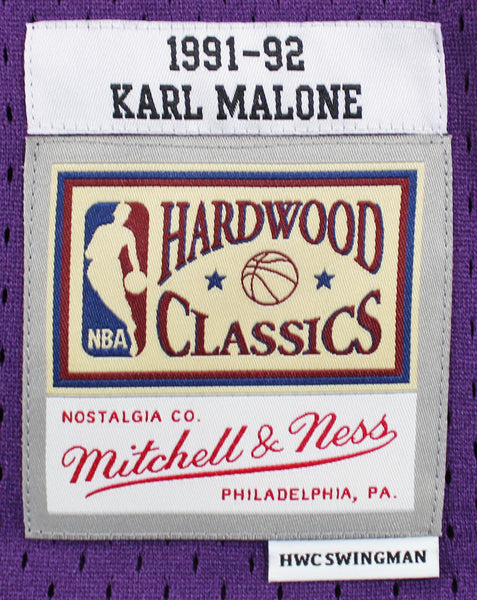 1991-92
KARL MALONE
HARDWOOD
CLASSICS
NBA
NOSTALGIA CO.
Mitchell & Ness
PHILADELPHIA, PA.
HWC SWINGMAN